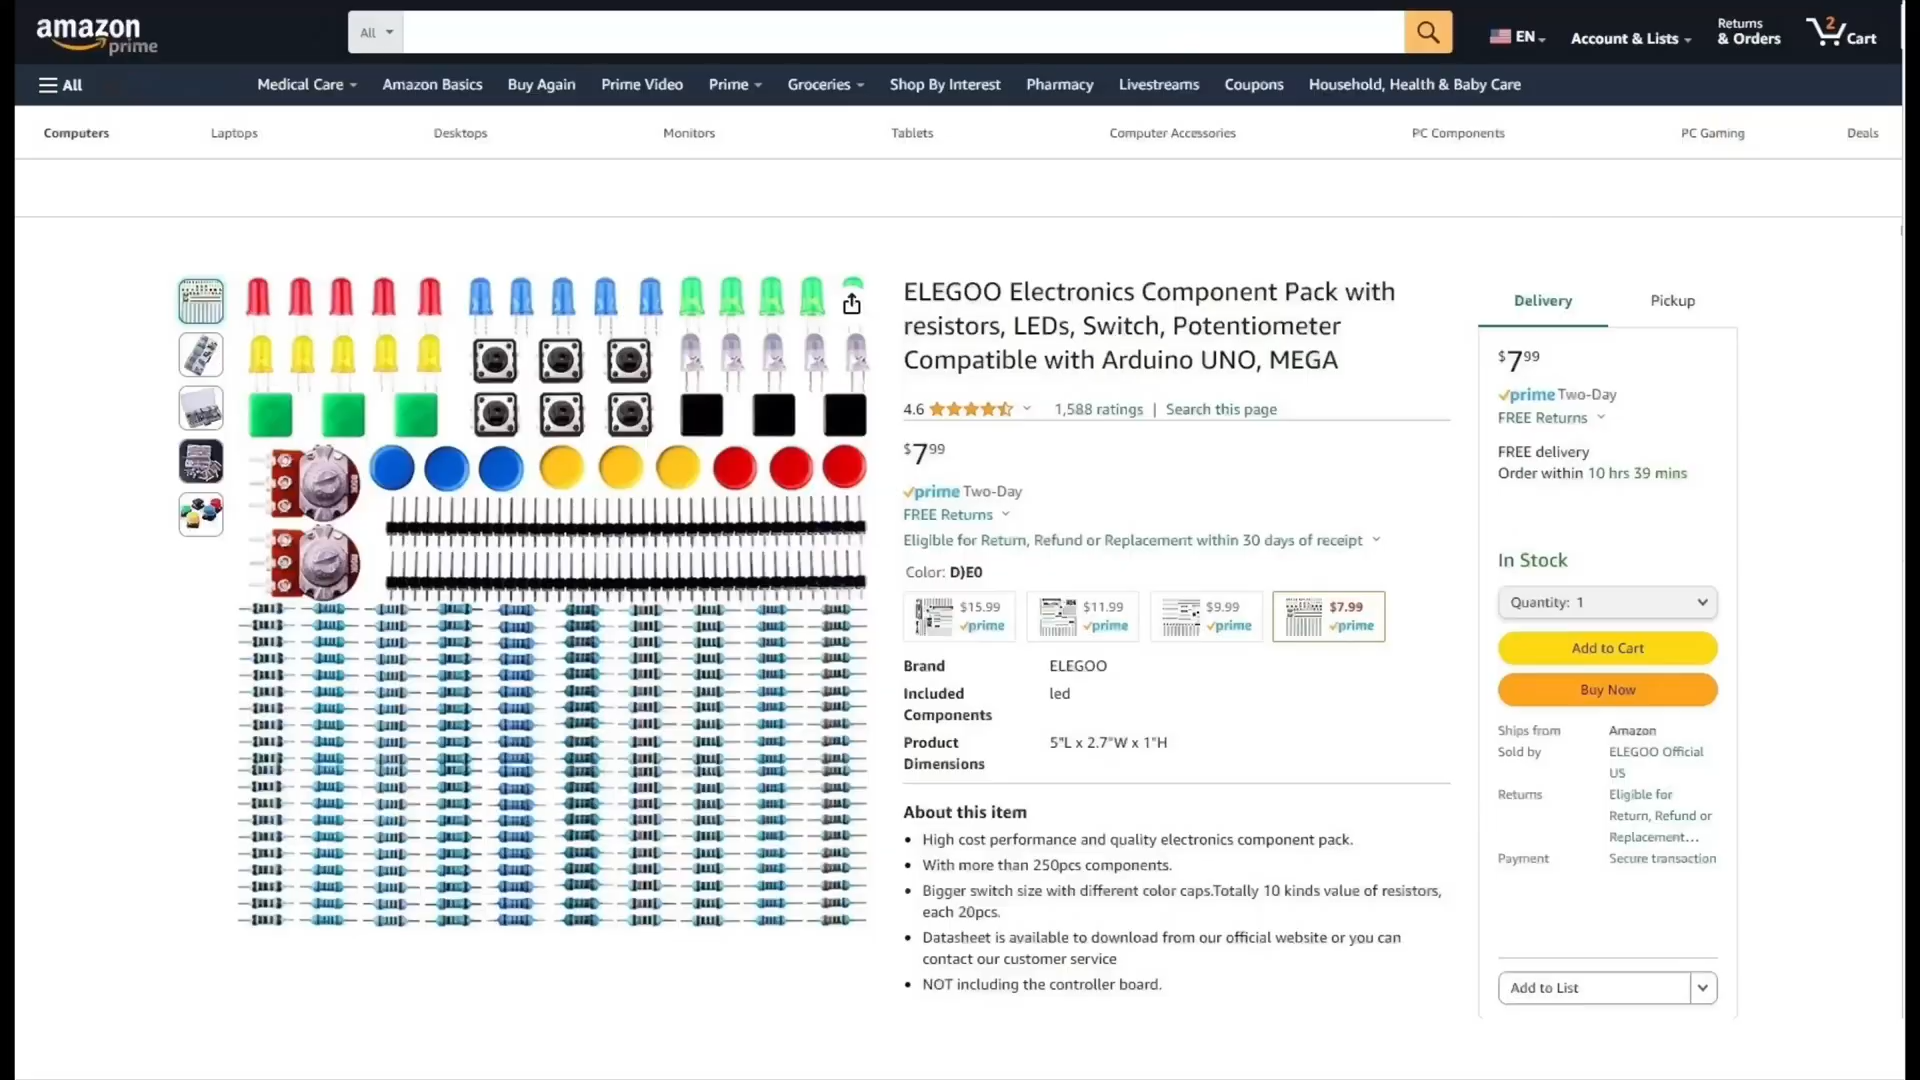 amazon
prime
All
EN
Account & Lists
Returns
& Orders
2
Cart
All
Medical Care
Amazon Basics
Buy Again
Prime Video
Prime
Groceries
Shop By Interest
Pharmacy
Livestreams
Coupons
Household, Health & Baby Care
Computers
Laptops
Desktops
Monitors
Tablets
Computer Accessories
PC Components
PC Gaming
Deals
ELEGOO Electronics Component Pack with
resistors, LEDs, Switch, Potentiometer
Compatible with Arduino UNO, MEGA
4.6
1,588 ratings | Search this page
$799
prime Two-Day
FREE Returns
Eligible for Return, Refund or Replacement within 30 days of receipt
Color: D)E0
$15.99
prime
$11.99
prime
$9.99
prime
$7.99
prime
Brand ELEGOO
Included led
Components
Product 5"L x 2.7"W x 1"H
Dimensions
About this item
• High cost performance and quality electronics component pack.
• With more than 250pcs components.
• Bigger switch size with different color caps.Totally 10 kinds value of resistors,
each 20pcs.
• Datasheet is available to download from our official website or you can
contact our customer service
• NOT including the controller board.
Delivery
Pickup
$799
prime Two-Day
FREE Returns
FREE delivery
Order within 10 hrs 39 mins
In Stock
Quantity: 1
Add to Cart
Buy Now
Ships from Amazon
Sold by ELEGOO Official
US
Returns Eligible for
Return, Refund or
Replacement...
Payment Secure transaction
Add to List